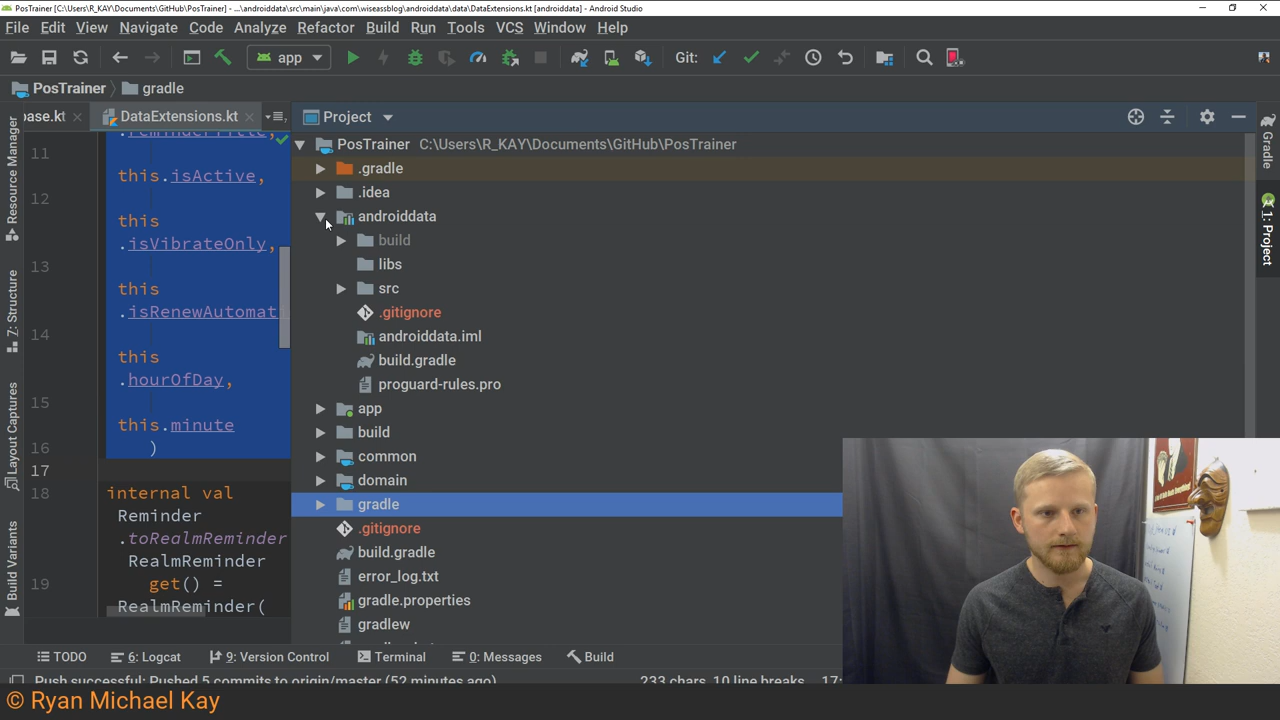 PosTrainer [C:\Users\R_KAY\Documents\GitHub\PosTrainer] - ...\androiddata\src\main\java\com\wiseassblog\androiddata\data\DataExtensions.kt [androiddata] - Android Studio
File Edit View Navigate Code Analyze Refactor Build Run Tools VCS Window Help
app Git:
PosTrainer gradle
base.kt DataExtensions.kt Project
PosTrainer C:\Users\R_KAY\Documents\GitHub\PosTrainer
.gradle
.idea
androiddata
build
libs
src
.gitignore
androiddata.iml
build.gradle
proguard-rules.pro
app
build
common
domain
gradle
.gitignore
build.gradle
error_log.txt
gradle.properties
gradlew
11
.reminderTitle,
this.isActive,
12
this
.isVibrateOnly,
13
this
.isRenewAutomati
14
this
.hourOfDay,
15
this.minute
16 )
17
18 internal val
Reminder
.toRealmReminder
RealmReminder
19 get() =
RealmReminder(
Resource Manager
7: Structure
Layout Captures
Build Variants
Gradle
1: Project
TODO 6: Logcat 9: Version Control Terminal 0: Messages Build
Push successful: Pushed 5 commits to origin/master (52 minutes ago) 233 chars, 10 line breaks 17:
© Ryan Michael Kay